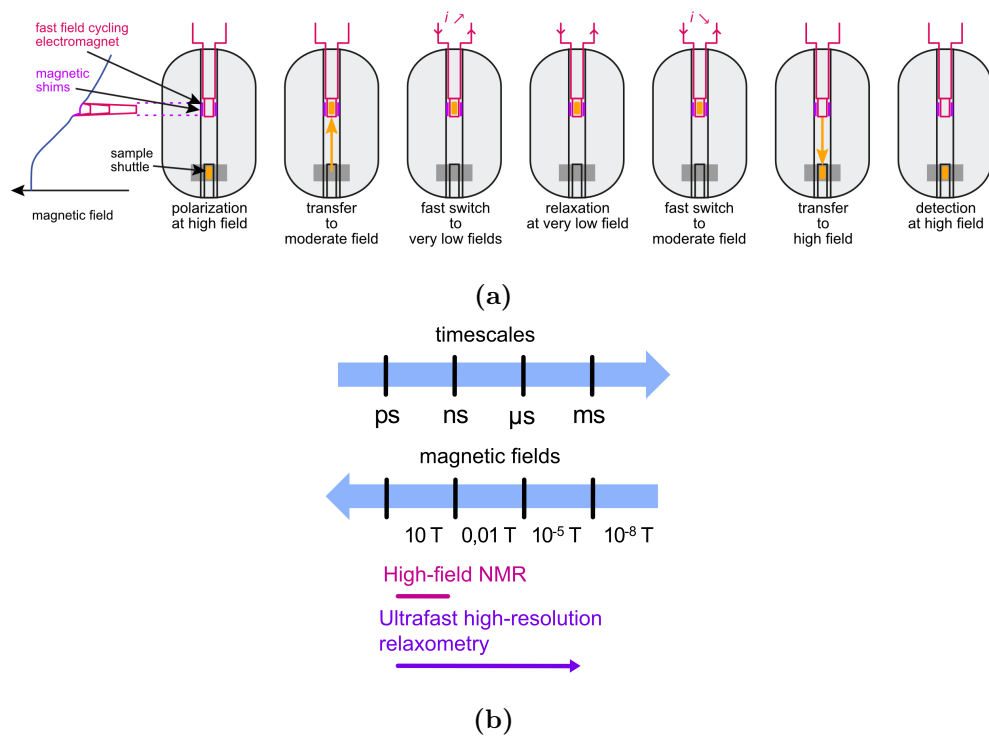 fast field cycling
electromagnet
magnetic
shims
sample
shuttle
magnetic field
i ↗
i ↘
polarization
at high field
transfer
to
moderate field
fast switch
to
very low fields
relaxation
at very low field
fast switch
to
moderate field
transfer
to
high field
detection
at high field
(a)
timescales
ps ns µs ms
magnetic fields
10 T 0,01 T 10⁻⁵ T 10⁻⁸ T
High-field NMR
Ultrafast high-resolution
relaxometry
(b)